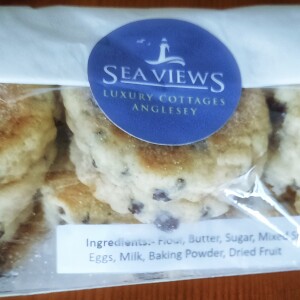 SEA VIEWS
LUXURY COTTAGES
ANGLESEY
Ingredients:- Flour, Butter, Sugar, Mixed
Eggs, Milk, Baking Powder, Dried Fruit